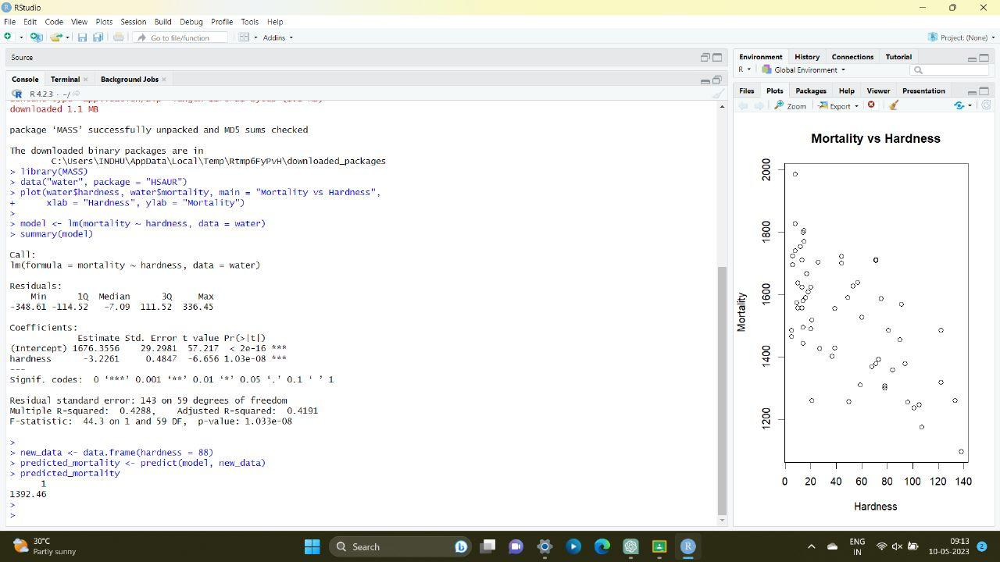 RStudio
File Edit Code View Plots Session Build Debug Profile Tools Help
Go to file/function Addins Project: (None)
Source
Console Terminal Background Jobs
R 4.2.3 · ~/
downloaded 1.1 MB
package ‘MASS’ successfully unpacked and MD5 sums checked
The downloaded binary packages are in
C:\Users\INDHU\AppData\Local\Temp\Rtmp6FyPvH\downloaded_packages
> library(MASS)
> data("water", package = "HSAUR")
> plot(water$hardness, water$mortality, main = "Mortality vs Hardness",
+ xlab = "Hardness", ylab = "Mortality")
>
> model <- lm(mortality ~ hardness, data = water)
> summary(model)
Call:
lm(formula = mortality ~ hardness, data = water)
Residuals:
Min 1Q Median 3Q Max
-348.61 -114.52 -7.09 111.52 336.45
Coefficients:
Estimate Std. Error t value Pr(>|t|)
(Intercept) 1676.3556 29.2981 57.217 < 2e-16 ***
hardness -3.2261 0.4847 -6.656 1.03e-08 ***
---
Signif. codes: 0 ‘***’ 0.001 ‘**’ 0.01 ‘*’ 0.05 ‘.’ 0.1 ‘ ’ 1
Residual standard error: 143 on 59 degrees of freedom
Multiple R-squared: 0.4288, Adjusted R-squared: 0.4191
F-statistic: 44.3 on 1 and 59 DF, p-value: 1.033e-08
>
> new_data <- data.frame(hardness = 88)
> predicted_mortality <- predict(model, new_data)
> predicted_mortality
1
1392.46
>
>
Environment History Connections Tutorial
R Global Environment
Files Plots Packages Help Viewer Presentation
Zoom Export
Mortality vs Hardness
2000
1800
1600
1400
1200
Mortality
0 20 40 60 80 100 120 140
Hardness
30°C
Partly sunny
Search
ENG
IN
09:13
10-05-2023
2